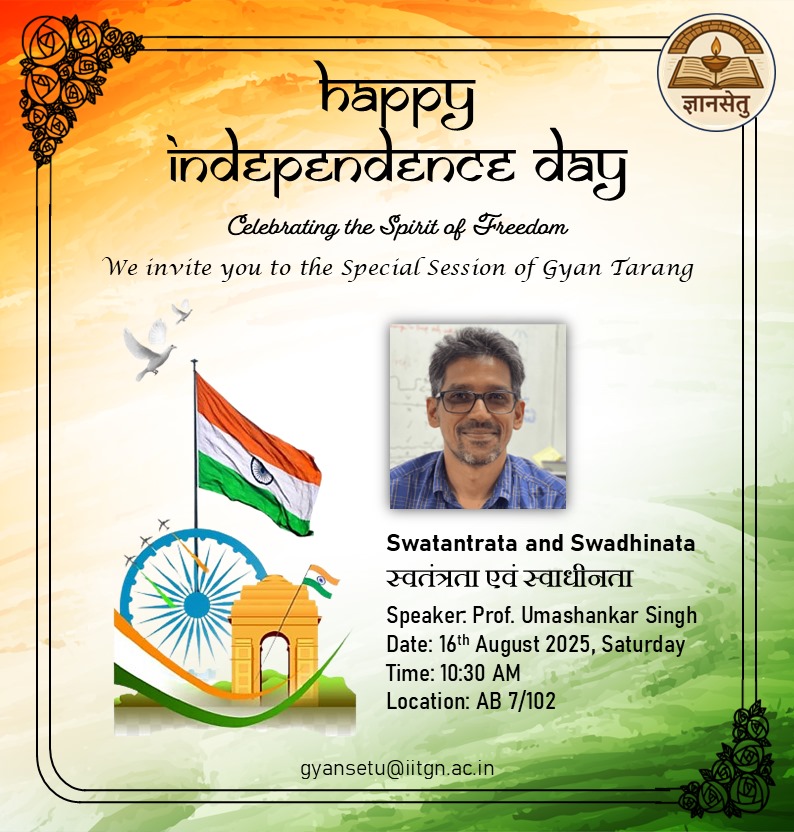 ज्ञानसेतु
happy
independence day
Celebrating the Spirit of Freedom
We invite you to the Special Session of Gyan Tarang
Swatantrata and Swadhinata
स्वतंत्रता एवं स्वाधीनता
Speaker: Prof. Umashankar Singh
Date: 16th August 2025, Saturday
Time: 10:30 AM
Location: AB 7/102
gyansetu@iitgn.ac.in